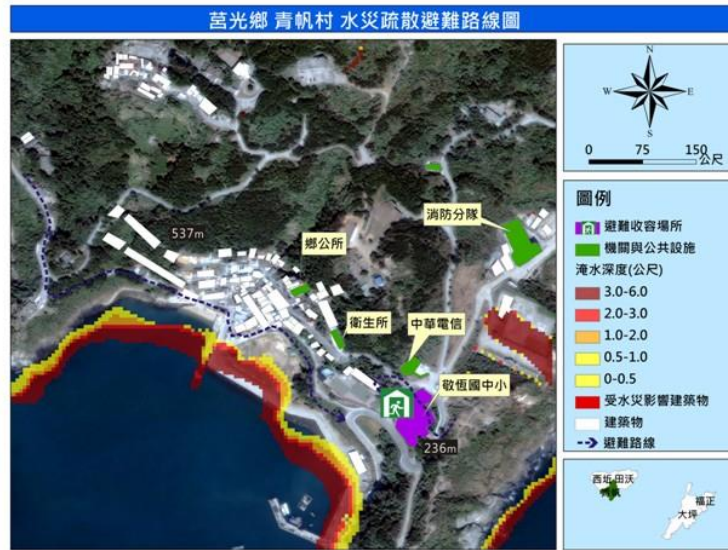 莒光鄉 青帆村 水災疏散避難路線圖
N
W
E
S
0 75 150
公尺
537m
鄉公所
消防分隊
衛生所
中華電信
敬恆國中小
236m
圖例
避難收容場所
機關與公共設施
淹水深度(公尺)
3.0-6.0
2.0-3.0
1.0-2.0
0.5-1.0
0-0.5
受水災影響建築物
建築物
避難路線
西坵
田沃
福正
大坪